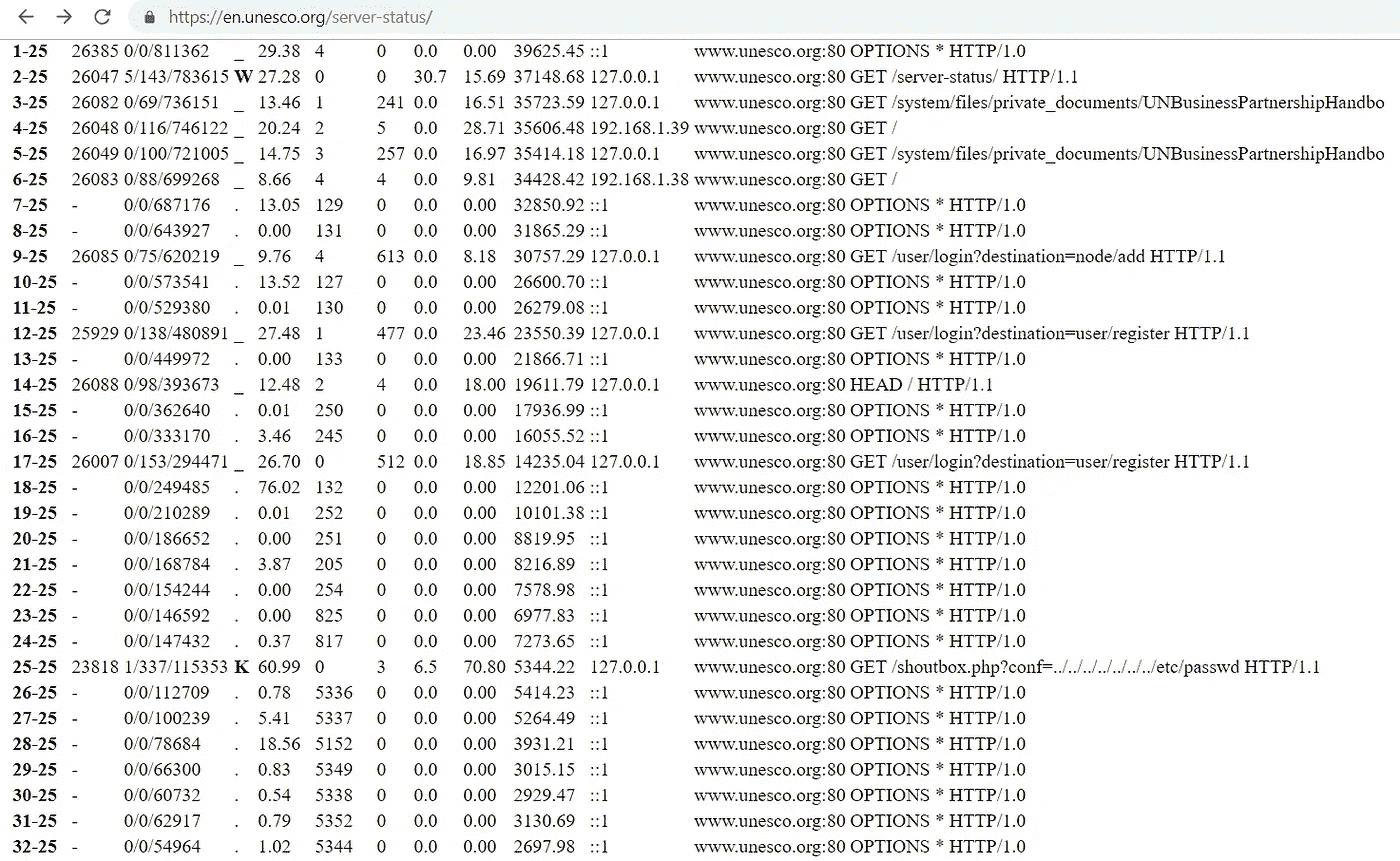 https://en.unesco.org/server-status/
1-25 26385 0/0/811362 _ 29.38 4 0 0.0 0.00 39625.45 ::1 www.unesco.org:80 OPTIONS * HTTP/1.0
2-25 26047 5/143/783615 W 27.28 0 0 30.7 15.69 37148.68 127.0.0.1 www.unesco.org:80 GET /server-status/ HTTP/1.1
3-25 26082 0/69/736151 _ 13.46 1 241 0.0 16.51 35723.59 127.0.0.1 www.unesco.org:80 GET /system/files/private_documents/UNBusinessPartnershipHandbo
4-25 26048 0/116/746122 _ 20.24 2 5 0.0 28.71 35606.48 192.168.1.39 www.unesco.org:80 GET /
5-25 26049 0/100/721005 _ 14.75 3 257 0.0 16.97 35414.18 127.0.0.1 www.unesco.org:80 GET /system/files/private_documents/UNBusinessPartnershipHandbo
6-25 26083 0/88/699268 _ 8.66 4 4 0.0 9.81 34428.42 192.168.1.38 www.unesco.org:80 GET /
7-25 - 0/0/687176 . 13.05 129 0 0.0 0.00 32850.92 ::1 www.unesco.org:80 OPTIONS * HTTP/1.0
8-25 - 0/0/643927 . 0.00 131 0 0.0 0.00 31865.29 ::1 www.unesco.org:80 OPTIONS * HTTP/1.0
9-25 26085 0/75/620219 _ 9.76 4 613 0.0 8.18 30757.29 127.0.0.1 www.unesco.org:80 GET /user/login?destination=node/add HTTP/1.1
10-25 - 0/0/573541 . 13.52 127 0 0.0 0.00 26600.70 ::1 www.unesco.org:80 OPTIONS * HTTP/1.0
11-25 - 0/0/529380 . 0.01 130 0 0.0 0.00 26279.08 ::1 www.unesco.org:80 OPTIONS * HTTP/1.0
12-25 25929 0/138/480891 _ 27.48 1 477 0.0 23.46 23550.39 127.0.0.1 www.unesco.org:80 GET /user/login?destination=user/register HTTP/1.1
13-25 - 0/0/449972 . 0.00 133 0 0.0 0.00 21866.71 ::1 www.unesco.org:80 OPTIONS * HTTP/1.0
14-25 26088 0/98/393673 _ 12.48 2 4 0.0 18.00 19611.79 127.0.0.1 www.unesco.org:80 HEAD / HTTP/1.1
15-25 - 0/0/362640 . 0.01 250 0 0.0 0.00 17936.99 ::1 www.unesco.org:80 OPTIONS * HTTP/1.0
16-25 - 0/0/333170 . 3.46 245 0 0.0 0.00 16055.52 ::1 www.unesco.org:80 OPTIONS * HTTP/1.0
17-25 26007 0/153/294471 _ 26.70 0 512 0.0 18.85 14235.04 127.0.0.1 www.unesco.org:80 GET /user/login?destination=user/register HTTP/1.1
18-25 - 0/0/249485 . 76.02 132 0 0.0 0.00 12201.06 ::1 www.unesco.org:80 OPTIONS * HTTP/1.0
19-25 - 0/0/210289 . 0.01 252 0 0.0 0.00 10101.38 ::1 www.unesco.org:80 OPTIONS * HTTP/1.0
20-25 - 0/0/186652 . 0.00 251 0 0.0 0.00 8819.95 ::1 www.unesco.org:80 OPTIONS * HTTP/1.0
21-25 - 0/0/168784 . 3.87 205 0 0.0 0.00 8216.89 ::1 www.unesco.org:80 OPTIONS * HTTP/1.0
22-25 - 0/0/154244 . 0.00 254 0 0.0 0.00 7578.98 ::1 www.unesco.org:80 OPTIONS * HTTP/1.0
23-25 - 0/0/146592 . 0.00 825 0 0.0 0.00 6977.83 ::1 www.unesco.org:80 OPTIONS * HTTP/1.0
24-25 - 0/0/147432 . 0.37 817 0 0.0 0.00 7273.65 ::1 www.unesco.org:80 OPTIONS * HTTP/1.0
25-25 23818 1/337/115353 K 60.99 0 3 6.5 70.80 5344.22 127.0.0.1 www.unesco.org:80 GET /shoutbox.php?conf=../../../../../../../etc/passwd HTTP/1.1
26-25 - 0/0/112709 . 0.78 5336 0 0.0 0.00 5414.23 ::1 www.unesco.org:80 OPTIONS * HTTP/1.0
27-25 - 0/0/100239 . 5.41 5337 0 0.0 0.00 5264.49 ::1 www.unesco.org:80 OPTIONS * HTTP/1.0
28-25 - 0/0/78684 . 18.56 5152 0 0.0 0.00 3931.21 ::1 www.unesco.org:80 OPTIONS * HTTP/1.0
29-25 - 0/0/66300 . 0.83 5349 0 0.0 0.00 3015.15 ::1 www.unesco.org:80 OPTIONS * HTTP/1.0
30-25 - 0/0/60732 . 0.54 5338 0 0.0 0.00 2929.47 ::1 www.unesco.org:80 OPTIONS * HTTP/1.0
31-25 - 0/0/62917 . 0.79 5352 0 0.0 0.00 3130.69 ::1 www.unesco.org:80 OPTIONS * HTTP/1.0
32-25 - 0/0/54964 . 1.02 5344 0 0.0 0.00 2697.98 ::1 www.unesco.org:80 OPTIONS * HTTP/1.0